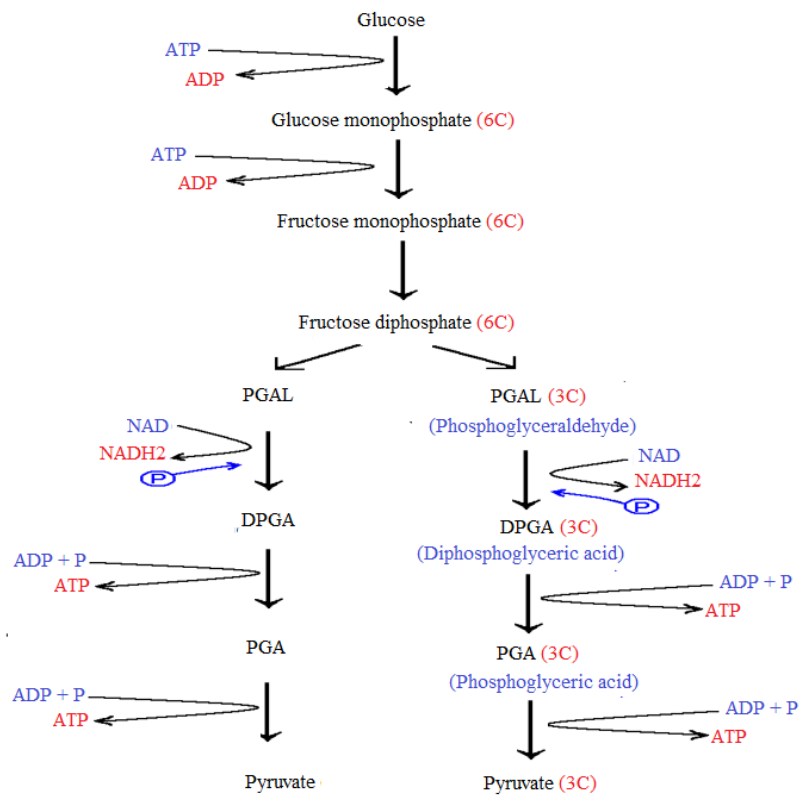 Glucose
ATP
ADP
Glucose monophosphate (6C)
ATP
ADP
Fructose monophosphate (6C)
Fructose diphosphate (6C)
PGAL PGAL (3C)
(Phosphoglyceraldehyde)
NAD NAD
NADH2 NADH2
P P
DPGA DPGA (3C)
(Diphosphoglyceric acid)
ADP + P ADP + P
ATP ATP
PGA PGA (3C)
(Phosphoglyceric acid)
ADP + P ADP + P
ATP ATP
Pyruvate Pyruvate (3C)